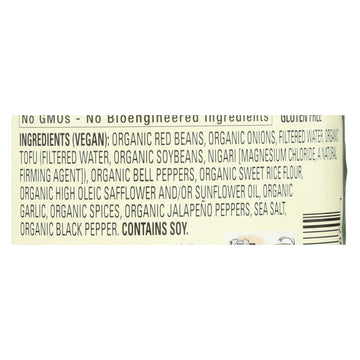 No GMOs - No Bioengineered Ingredients GLUTEN FREE
INGREDIENTS (VEGAN): ORGANIC RED BEANS, ORGANIC ONIONS, FILTERED WATER, ORGANIC
TOFU (FILTERED WATER, ORGANIC SOYBEANS, NIGARI [MAGNESIUM CHLORIDE, A NATURAL
FIRMING AGENT]), ORGANIC BELL PEPPERS, ORGANIC SWEET RICE FLOUR,
ORGANIC HIGH OLEIC SAFFLOWER AND/OR SUNFLOWER OIL, ORGANIC
GARLIC, ORGANIC SPICES, ORGANIC JALAPEÑO PEPPERS, SEA SALT,
ORGANIC BLACK PEPPER. CONTAINS SOY.